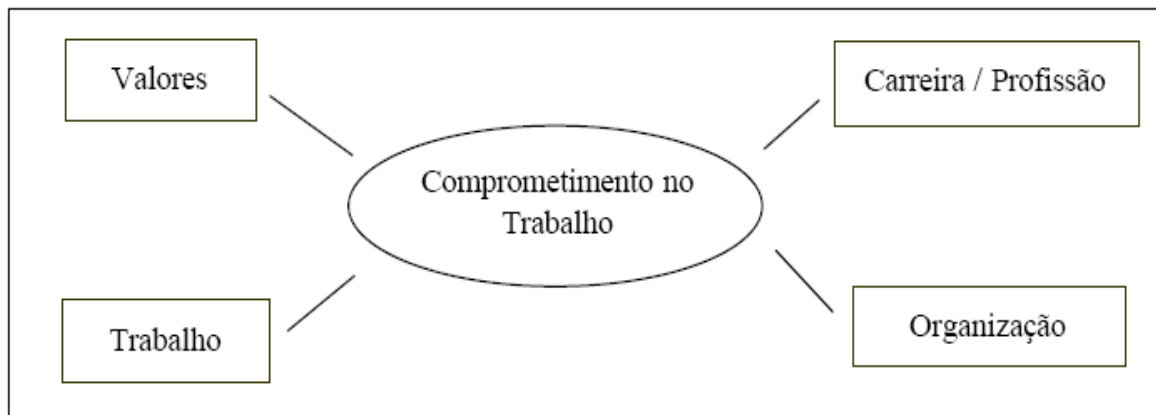 Valores
Carreira / Profissão
Comprometimento no
Trabalho
Trabalho
Organização